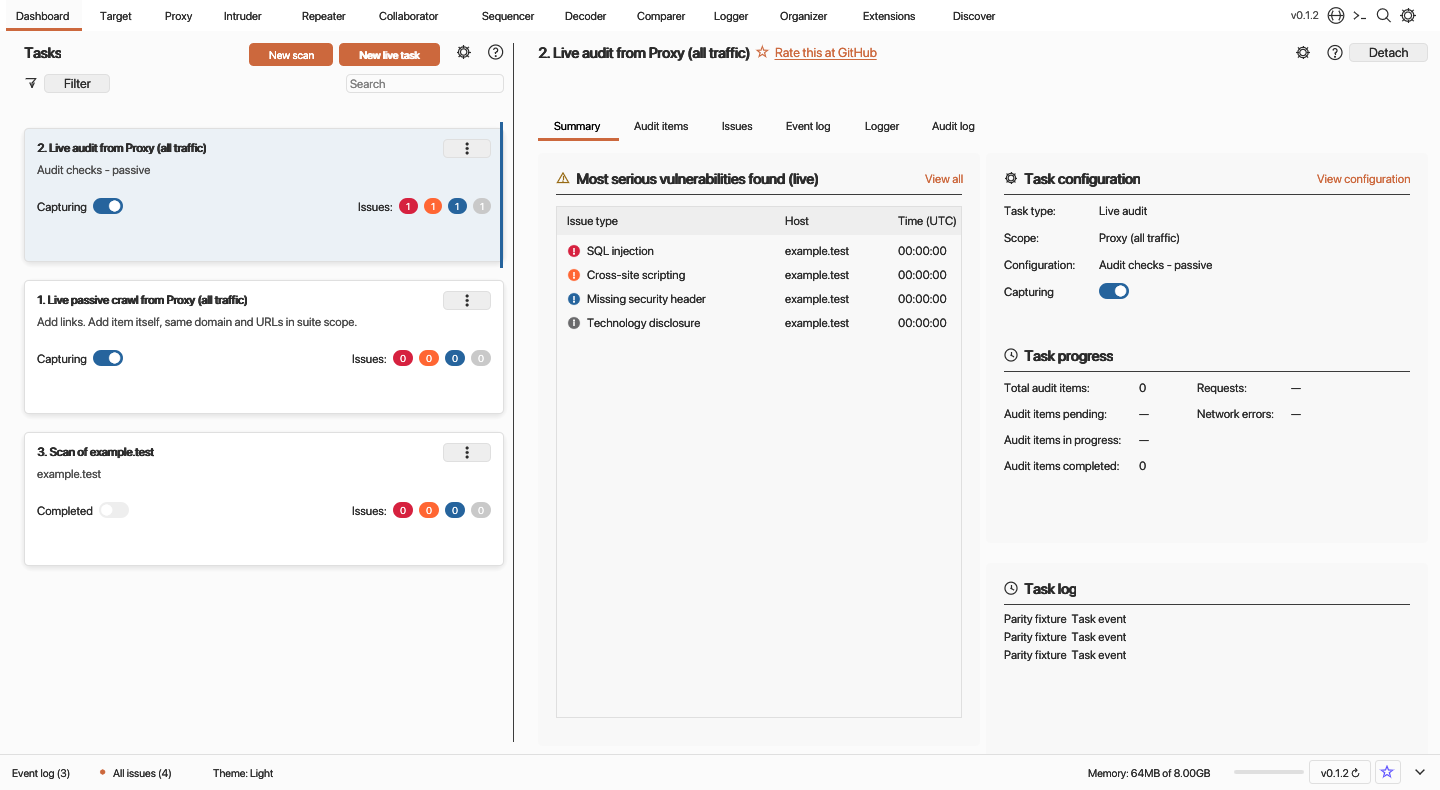 Dashboard Target Proxy Intruder Repeater Collaborator Sequencer Decoder Comparer Logger Organizer Extensions Discover v0.1.2
Tasks New scan New live task
Filter Search
2. Live audit from Proxy (all traffic)
Audit checks - passive
Capturing Issues: 1 1 1 1
1. Live passive crawl from Proxy (all traffic)
Add links. Add item itself, same domain and URLs in suite scope.
Capturing Issues: 0 0 0 0
3. Scan of example.test
example.test
Completed Issues: 0 0 0 0
2. Live audit from Proxy (all traffic) Rate this at GitHub Detach
Summary Audit items Issues Event log Logger Audit log
Most serious vulnerabilities found (live) View all
Issue type Host Time (UTC)
SQL injection example.test 00:00:00
Cross-site scripting example.test 00:00:00
Missing security header example.test 00:00:00
Technology disclosure example.test 00:00:00
Task configuration View configuration
Task type: Live audit
Scope: Proxy (all traffic)
Configuration: Audit checks - passive
Capturing
Task progress
Total audit items: 0 Requests: —
Audit items pending: — Network errors: —
Audit items in progress: —
Audit items completed: 0
Task log
Parity fixture Task event
Parity fixture Task event
Parity fixture Task event
Event log (3) All issues (4) Theme: Light Memory: 64MB of 8.00GB v0.1.2